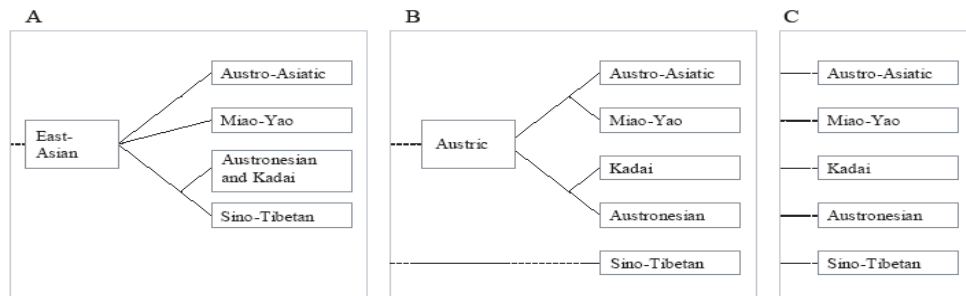 A
East-
Asian
Austro-Asiatic
Miao-Yao
Austronesian
and Kadai
Sino-Tibetan
B
Austric
Austro-Asiatic
Miao-Yao
Kadai
Austronesian
Sino-Tibetan
C
Austro-Asiatic
Miao-Yao
Kadai
Austronesian
Sino-Tibetan